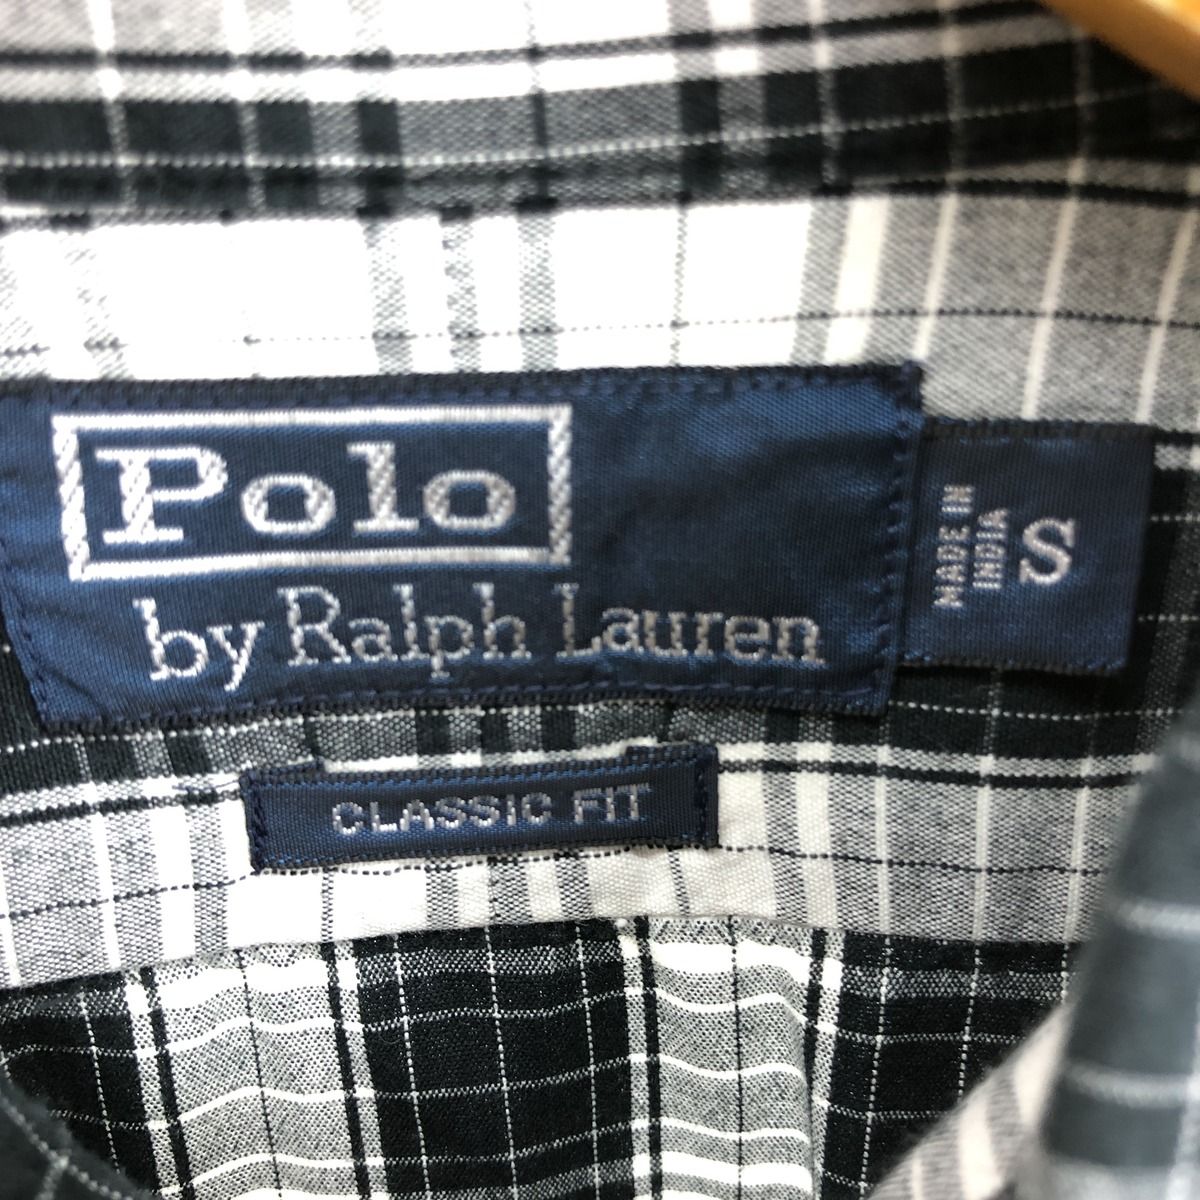 Polo
by Ralph Lauren
MADE IN
INDIA
S
CLASSIC FIT